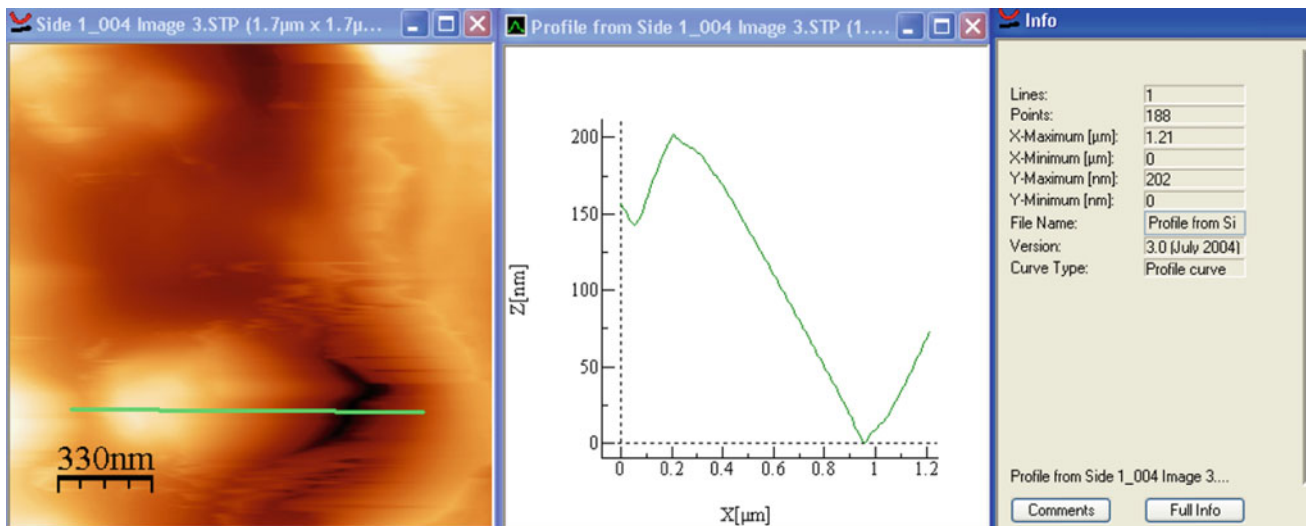 Side 1_004 Image 3.STP (1.7µm x 1.7µ...
330nm
Profile from Side 1_004 Image 3.STP (1....
Z[nm]
200
150
100
50
0
0 0.2 0.4 0.6 0.8 1 1.2
X[µm]
Info
Lines: 1
Points: 188
X-Maximum [µm]: 1.21
X-Minimum [µm]: 0
Y-Maximum [nm]: 202
Y-Minimum [nm]: 0
File Name: Profile from Si
Version: 3.0 (July 2004)
Curve Type: Profile curve
Profile from Side 1_004 Image 3....
Comments Full Info